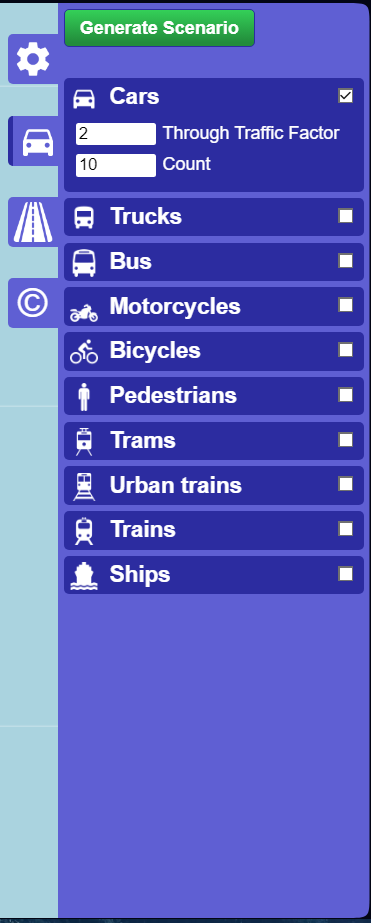 Generate Scenario
Cars
2 Through Traffic Factor
10 Count
Trucks
Bus
Motorcycles
Bicycles
Pedestrians
Trams
Urban trains
Trains
Ships
©